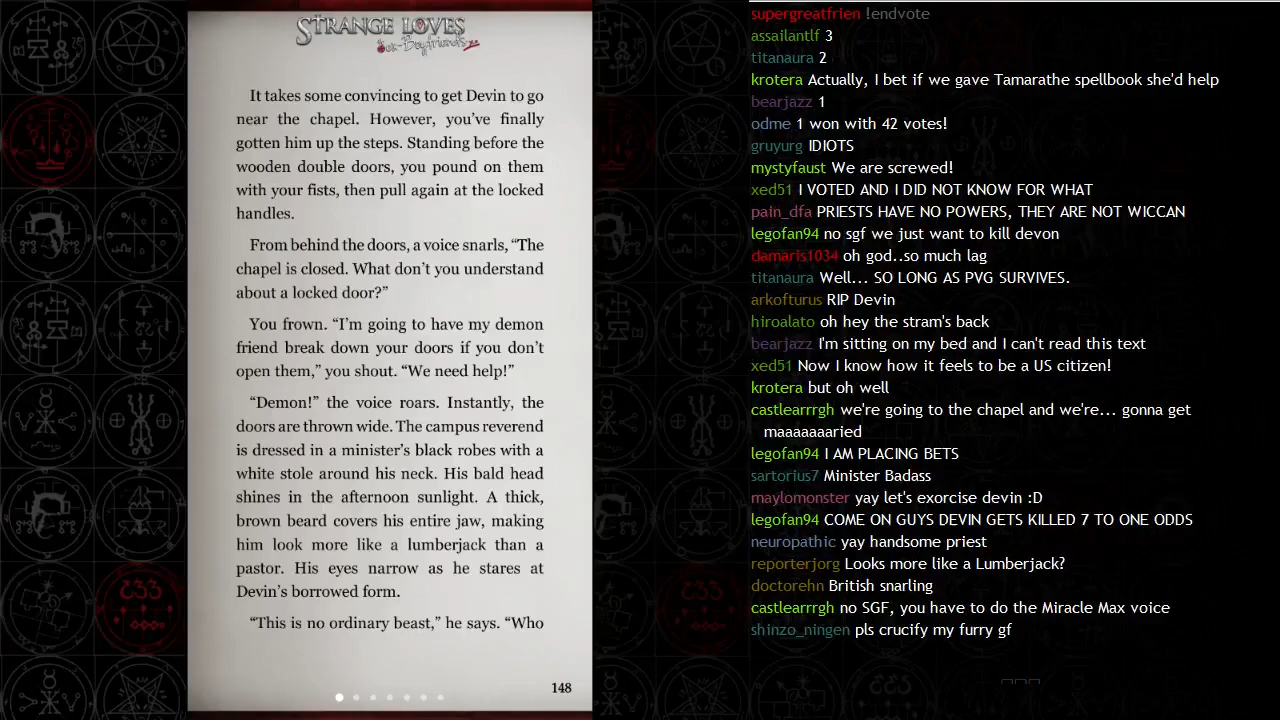 STRANGE LOVES
Vampire Boyfriends
It takes some convincing to get Devin to go
near the chapel. However, you’ve finally
gotten him up the steps. Standing before the
wooden double doors, you pound on them
with your fists, then pull again at the locked
handles.
From behind the doors, a voice snarls, “The
chapel is closed. What don’t you understand
about a locked door?”
You frown. “I’m going to have my demon
friend break down your doors if you don’t
open them,” you shout. “We need help!”
“Demon!” the voice roars. Instantly, the
doors are thrown wide. The campus reverend
is dressed in a minister’s black robes with a
white stole around his neck. His bald head
shines in the afternoon sunlight. A thick,
brown beard covers his entire jaw, making
him look more like a lumberjack than a
pastor. His eyes narrow as he stares at
Devin’s borrowed form.
“This is no ordinary beast,” he says. “Who
148
supergreatfrien !endvote
assailantlf 3
titanaura 2
krotera Actually, I bet if we gave Tamarathe spellbook she'd help
bearjazz 1
odme 1 won with 42 votes!
gruyurg IDIOTS
mystyfaust We are screwed!
xed51 I VOTED AND I DID NOT KNOW FOR WHAT
pain_dfa PRIESTS HAVE NO POWERS, THEY ARE NOT WICCAN
legofan94 no sgf we just want to kill devon
damaris1034 oh god..so much lag
titanaura Well... SO LONG AS PVG SURVIVES.
arkofturus RIP Devin
hiroalato oh hey the stram's back
bearjazz I'm sitting on my bed and I can't read this text
xed51 Now I know how it feels to be a US citizen!
krotera but oh well
castlearrrgh we're going to the chapel and we're... gonna get
maaaaaaaried
legofan94 I AM PLACING BETS
sartorius7 Minister Badass
maylomonster yay let's exorcise devin :D
legofan94 COME ON GUYS DEVIN GETS KILLED 7 TO ONE ODDS
neuropathic yay handsome priest
reporterjorg Looks more like a Lumberjack?
doctorehn British snarling
castlearrrgh no SGF, you have to do the Miracle Max voice
shinzo_ningen pls crucify my furry gf